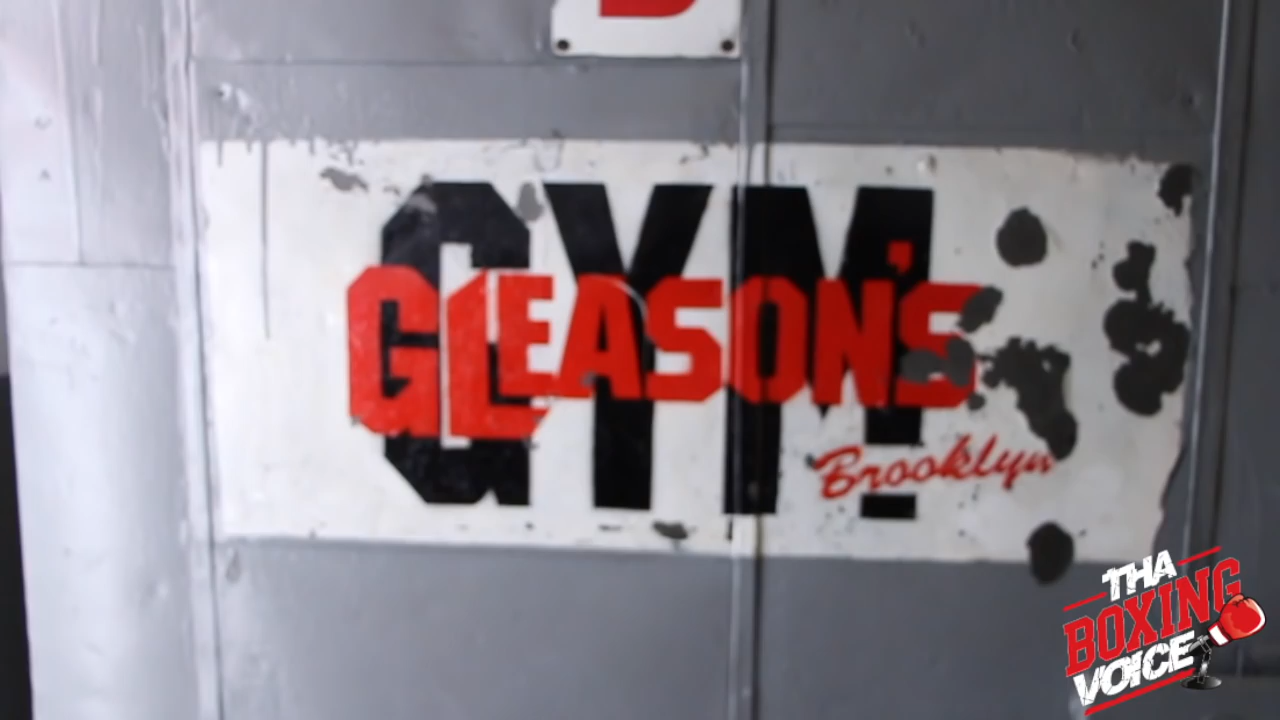 GYM
GLEASON'S
Brooklyn
THA
BOXING
VOICE